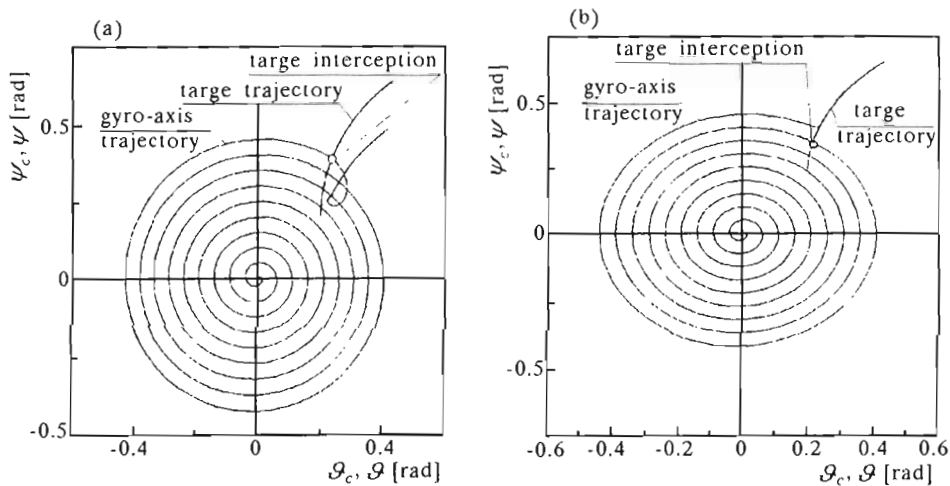 (a)
targe interception
targe trajectory
gyro-axis
trajectory
ψc, ψ [rad]
0.5
0
-0.5
-0.4
0
0.4
ϑc, ϑ [rad]
(b)
targe interception
gyro-axis
trajectory
targe
trajectory
ψc, ψ [rad]
0.5
0
-0.5
-0.6
-0.4
-0.2
0
0.2
0.4
0.6
ϑc, ϑ [rad]